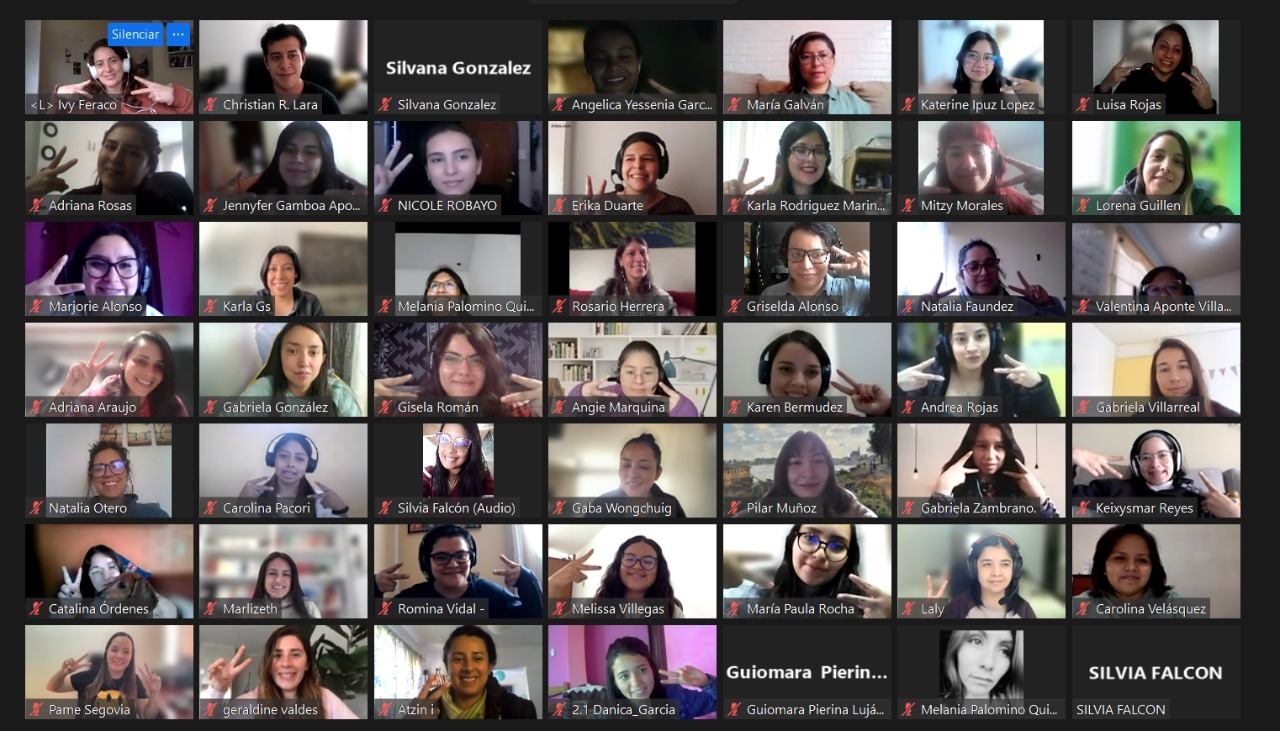 Silenciar ...
<L> Ivy Feraco
Christian R. Lara
Silvana Gonzalez
Silvana Gonzalez
Angelica Yessenia Garc...
María Galván
Katerine Ipuz Lopez
Luisa Rojas
Adriana Rosas
Jennyfer Gamboa Apo...
NICOLE ROBAYO
Erika Duarte
Karla Rodriguez Marin...
Mitzy Morales
Lorena Guillen
Marjorie Alonso
Karla Gs
Melania Palomino Qui...
Rosario Herrera
Griselda Alonso
Natalia Faundez
Valentina Aponte Villa...
Adriana Araujo
Gabriela González
Gisela Román
Angie Marquina
Karen Bermudez
Andrea Rojas
Gabriela Villarreal
Natalia Otero
Carolina Pacori
Silvia Falcón (Audio)
Gaba Wongchuig
Pilar Muñoz
Gabriela Zambrano.
Keixysmar Reyes
Catalina Órdenes
Marlizeth
Romina Vidal -
Melissa Villegas
María Paula Rocha
Laly
Carolina Velásquez
Pame Segovia
geraldine valdes
Atzin i
2.1 Danica_Garcia
Guiomara Pierin...
Guiomara Pierina Lujá...
Melania Palomino Qui...
SILVIA FALCON
SILVIA FALCON